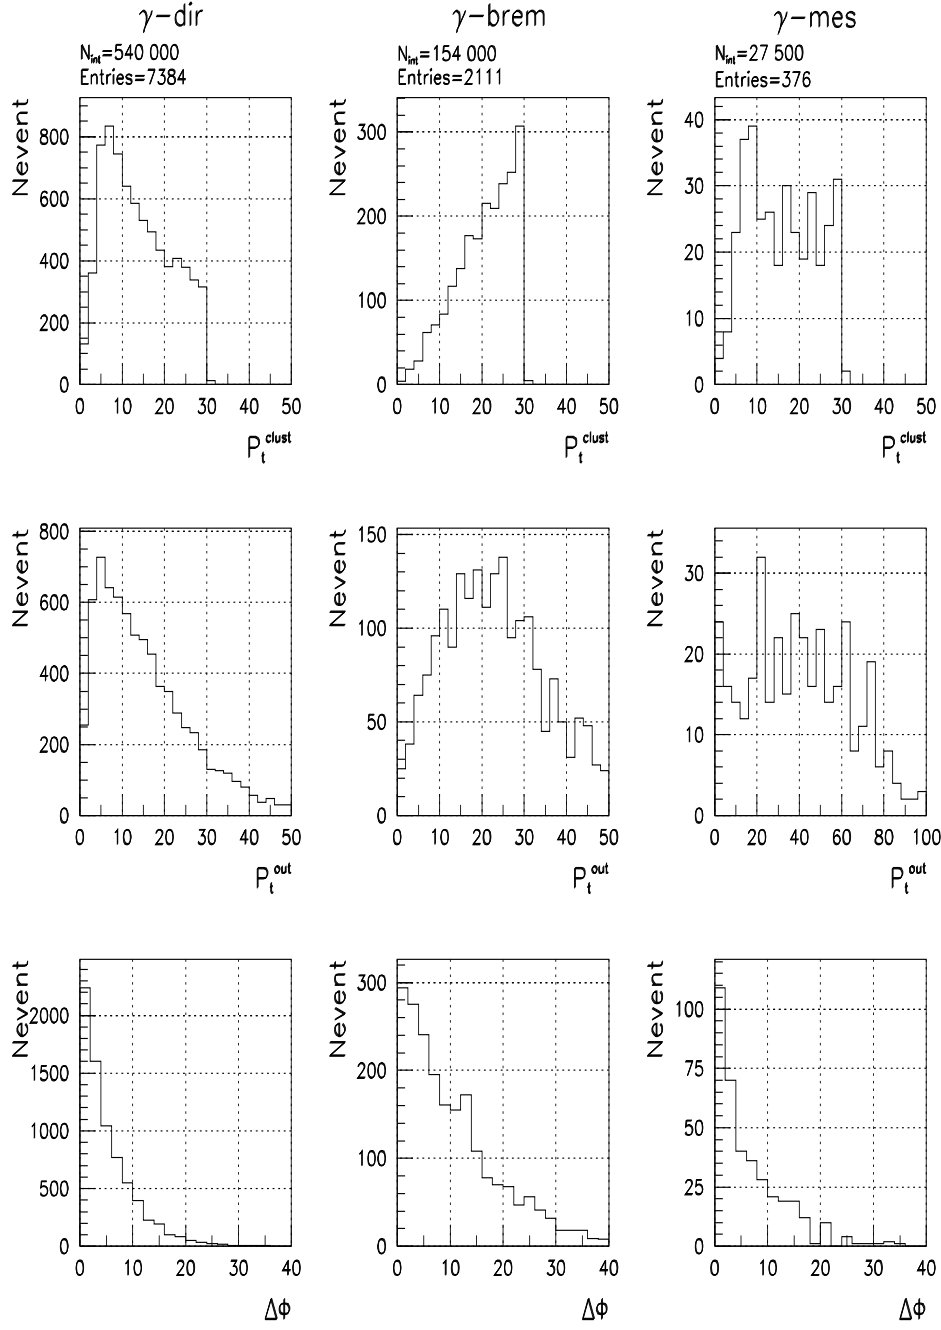 γ−dir γ−brem γ−mes
N_int=540 000 N_int=154 000 N_int=27 500
Entries=7384 Entries=2111 Entries=376
Nevent Nevent Nevent
800 300 40
600 30
400 200 20
200 100 10
0 0 0
0 10 20 30 40 50 0 10 20 30 40 50 0 10 20 30 40 50
P_t^clust P_t^clust P_t^clust
Nevent Nevent Nevent
800 150 30
600 100 20
400 50 10
200
0 0 0
0 10 20 30 40 50 0 10 20 30 40 50 0 20 40 60 80 100
P_t^out P_t^out P_t^out
Nevent Nevent Nevent
2000 300 100
1500 200 75
1000 100 50
500 25
0 0 0
0 10 20 30 40 0 10 20 30 40 0 10 20 30 40
Δϕ Δϕ Δϕ